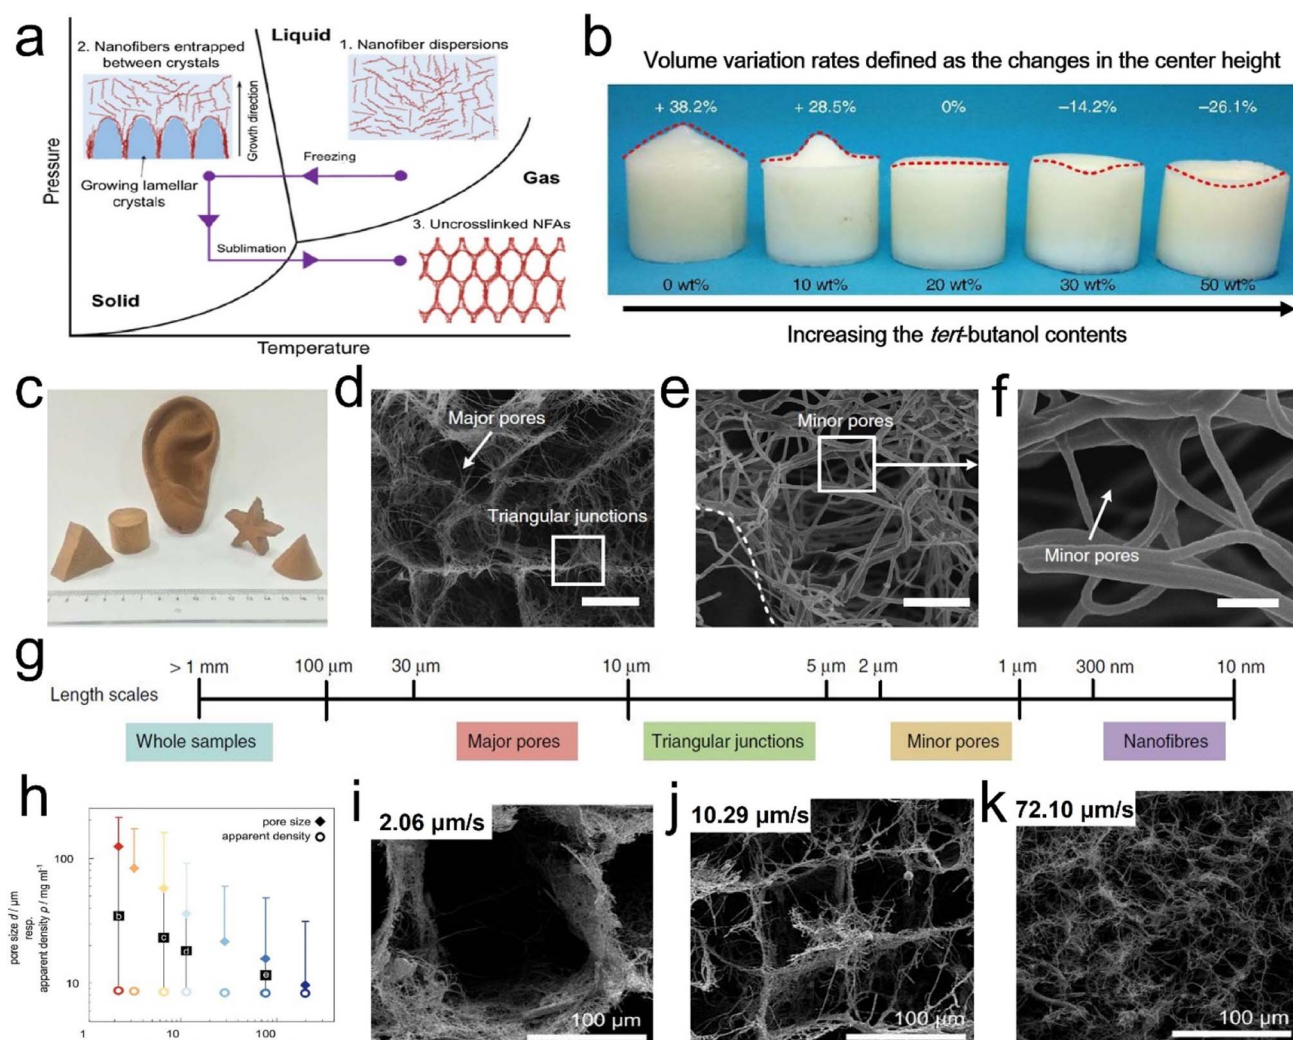 a
2. Nanofibers entrapped
between crystals
Liquid
1. Nanofiber dispersions
Growth direction
Freezing
Growing lamellar
crystals
Gas
Pressure
Sublimation
3. Uncrosslinked NFAs
Solid
Temperature
b
Volume variation rates defined as the changes in the center height
+ 38.2%
+ 28.5%
0%
−14.2%
−26.1%
0 wt%
10 wt%
20 wt%
30 wt%
50 wt%
Increasing the tert-butanol contents
c
d
Major pores
Triangular junctions
e
Minor pores
f
Minor pores
g
Length scales
> 1 mm
100 μm
30 μm
10 μm
5 μm
2 μm
1 μm
300 nm
10 nm
Whole samples
Major pores
Triangular junctions
Minor pores
Nanofibres
h
pore size
apparent density
pore size d / μm
resp.
apparent density ρ / mg ml⁻¹
100
10
b
c
d
e
1
10
100
i
2.06 μm/s
100 μm
j
10.29 μm/s
100 μm
k
72.10 μm/s
100 μm